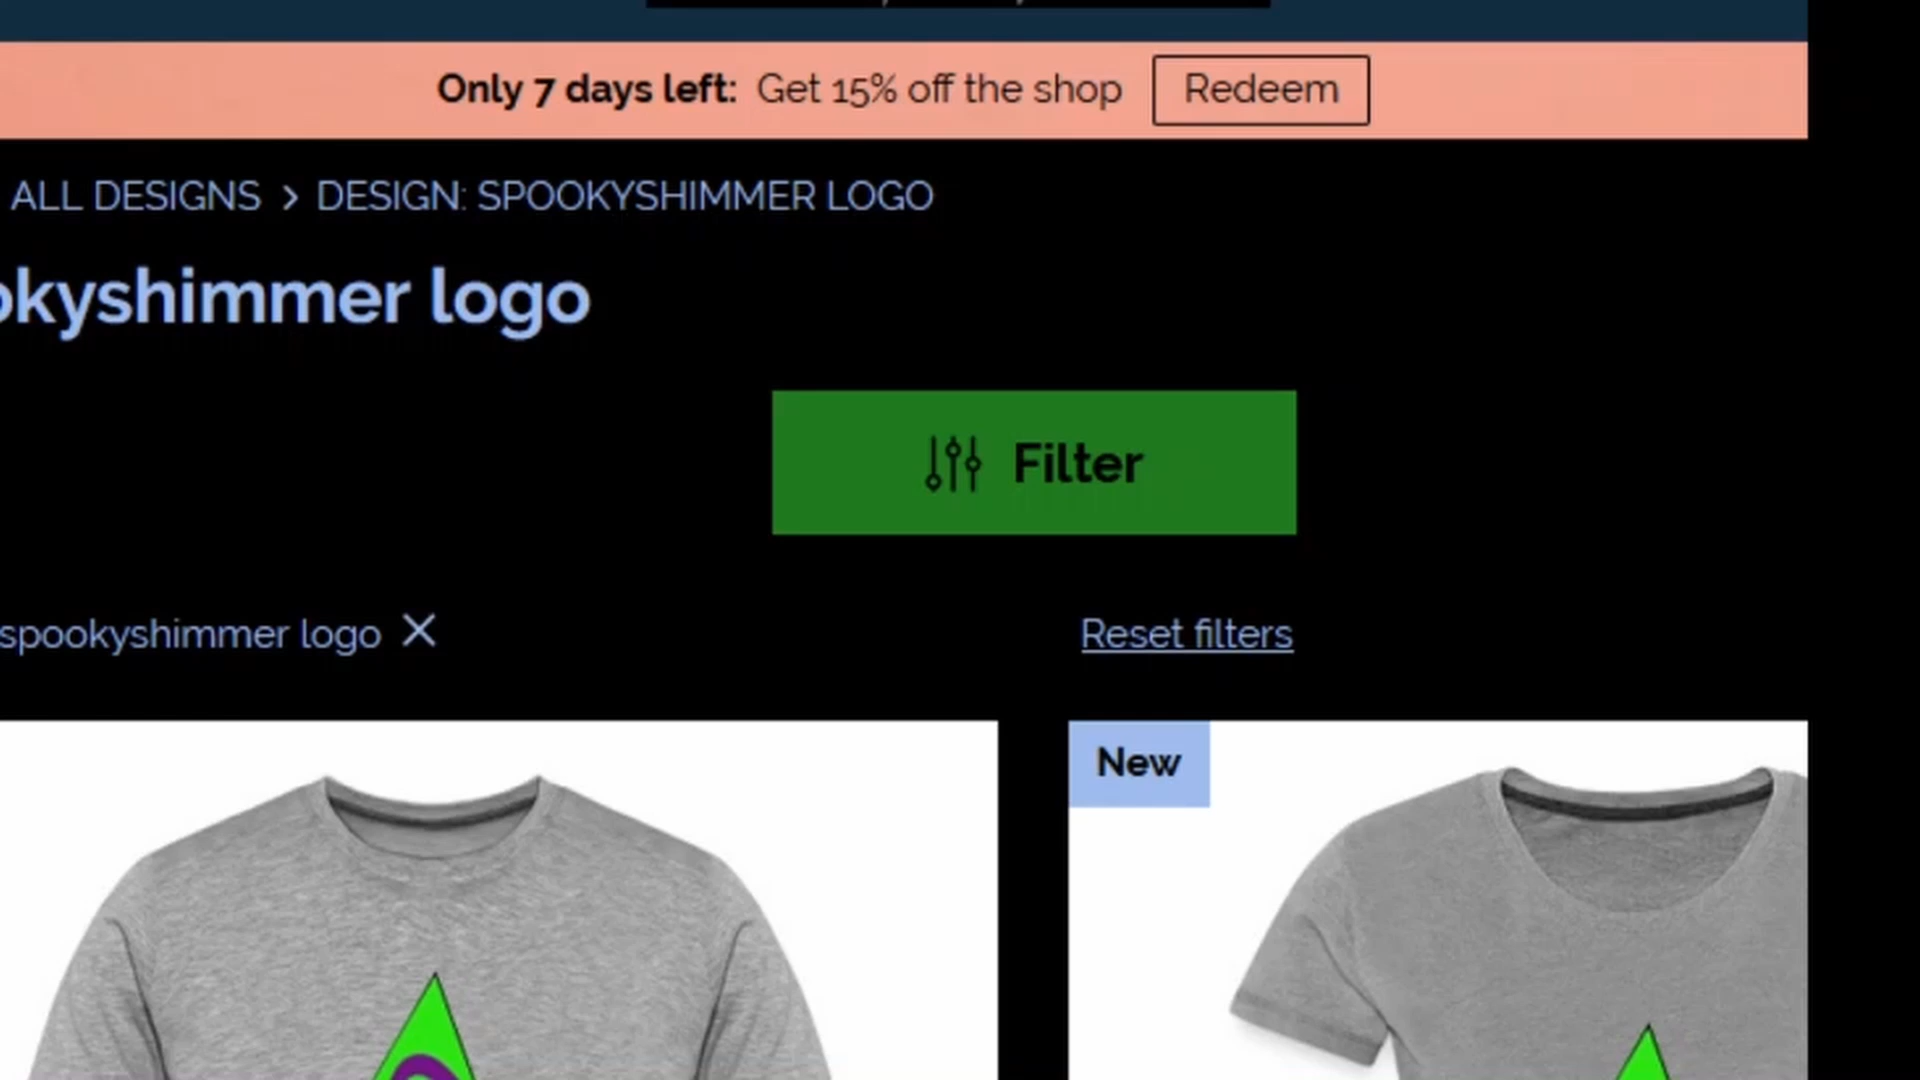 Only 7 days left: Get 15% off the shop Redeem
ALL DESIGNS > DESIGN: SPOOKYSHIMMER LOGO
okyshimmer logo
Filter
spookyshimmer logo
Reset filters
New